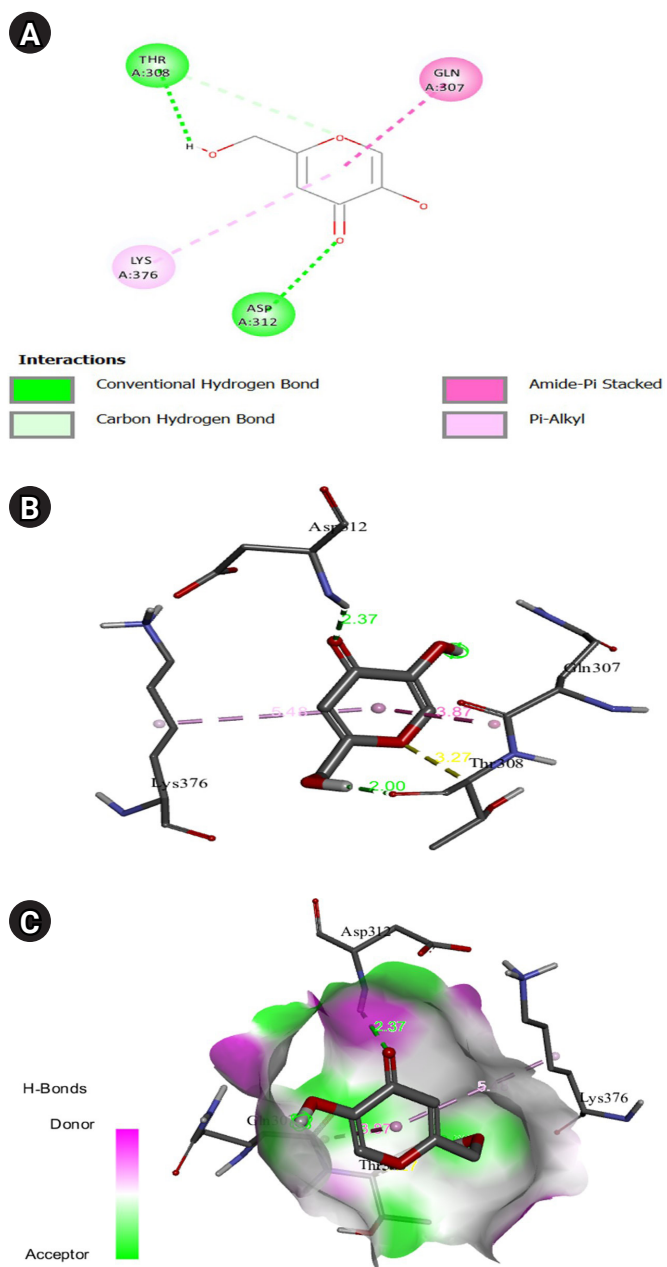 A
THR
A:308
GLN
A:307
H
O
O
O
O
LYS
A:376
ASP
A:312
Interactions
Conventional Hydrogen Bond
Amide-Pi Stacked
Carbon Hydrogen Bond
Pi-Alkyl
B
Asp312
2.37
Gln307
5.48
3.87
3.27
Thr308
2.00
Lys376
C
Asp312
2.37
5.
H-Bonds
Lys376
Donor
Acceptor